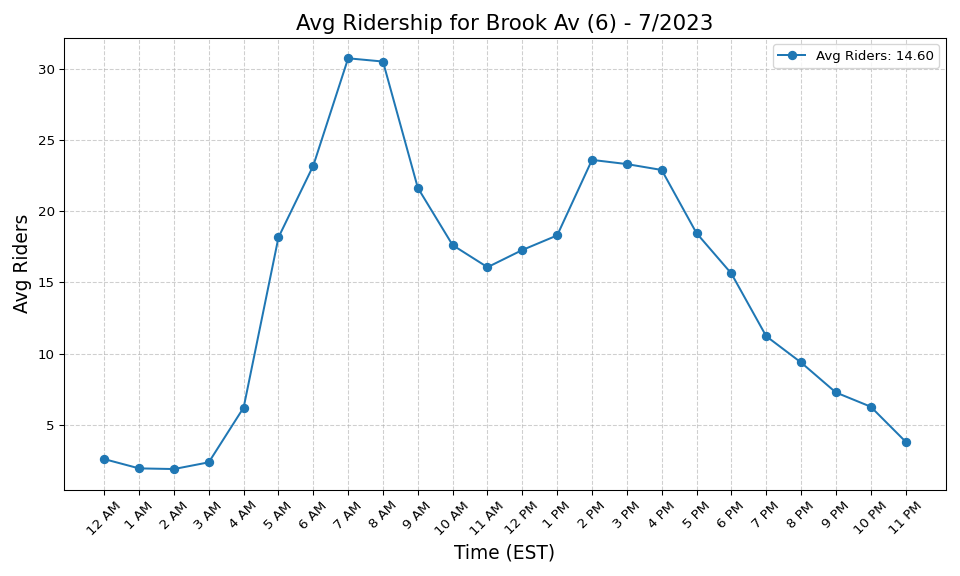 Avg Ridership for Brook Av (6) - 7/2023
Avg Riders: 14.60
Avg Riders
30
25
20
15
10
5
12 AM
1 AM
2 AM
3 AM
4 AM
5 AM
6 AM
7 AM
8 AM
9 AM
10 AM
11 AM
12 PM
1 PM
2 PM
3 PM
4 PM
5 PM
6 PM
7 PM
8 PM
9 PM
10 PM
11 PM
Time (EST)